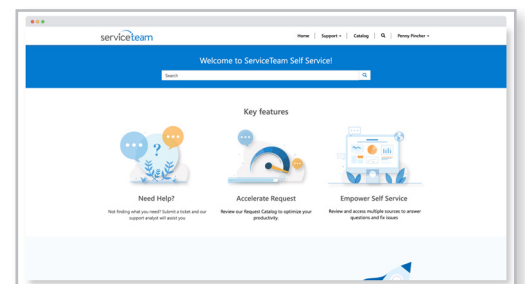 serviceteam
Home Support Catalog Penny Pincher
Welcome to ServiceTeam Self Service!
Search
Key features
?
Need Help?
Not finding what you need? Submit a ticket and our
support analyst will assist you
Accelerate Request
Review our Request Catalog to optimize your
productivity
Empower Self Service
Review and access multiple sources to answer
questions and fix issues